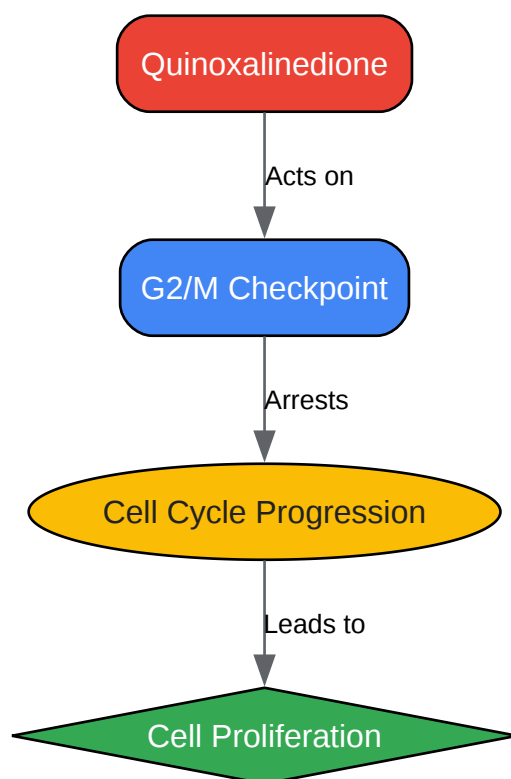 Quinoxalinedione
Acts on
G2/M Checkpoint
Arrests
Cell Cycle Progression
Leads to
Cell Proliferation